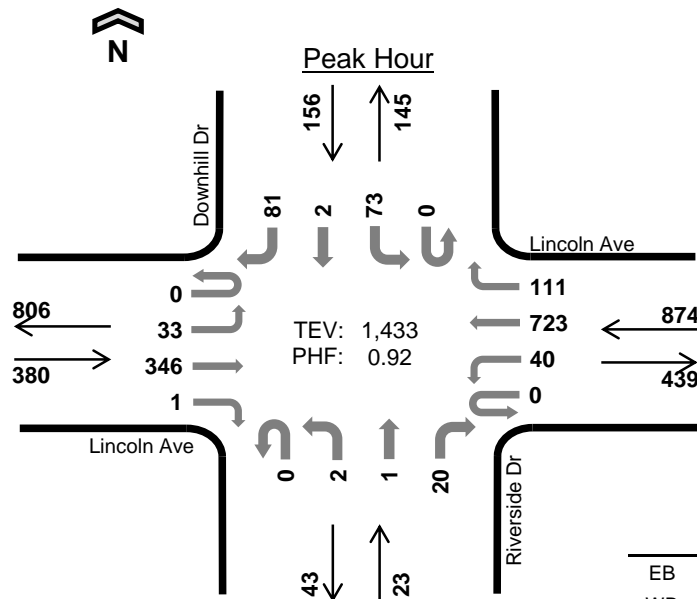 N
Peak Hour
156
145
Downhill Dr
81
2
73
0
Lincoln Ave
0
33
346
1
111
723
40
0
806
380
874
439
TEV: 1,433
PHF: 0.92
Lincoln Ave
0
2
1
20
Riverside Dr
43
23
EB